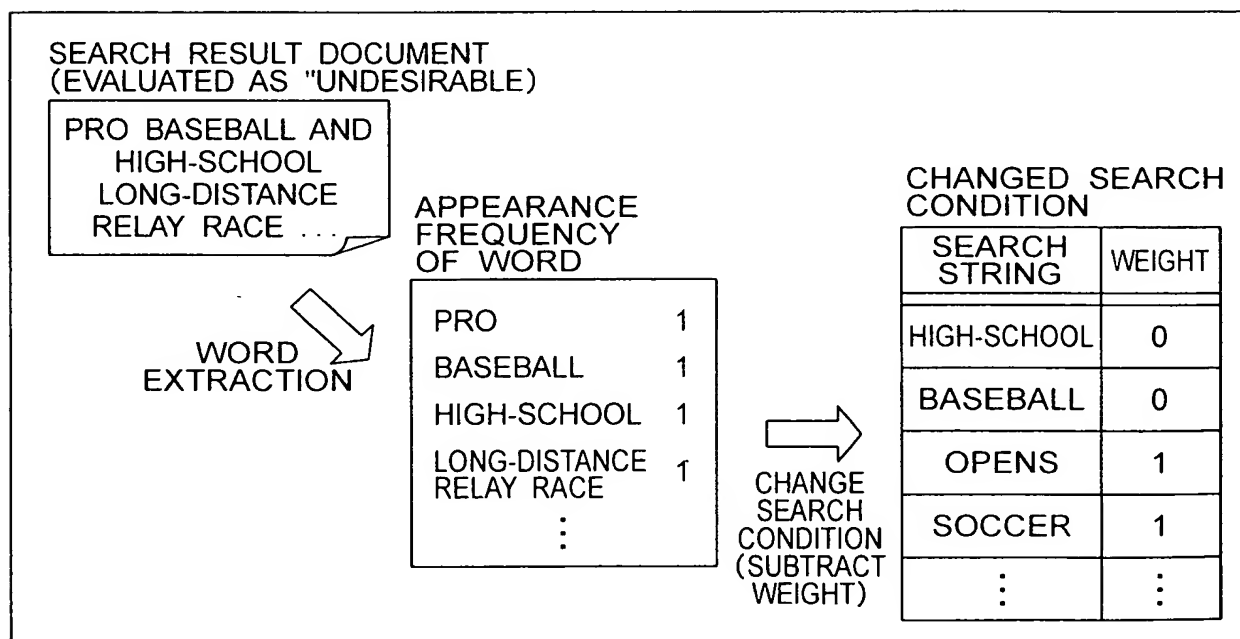 SEARCH RESULT DOCUMENT
(EVALUATED AS "UNDESIRABLE)
PRO BASEBALL AND
HIGH-SCHOOL
LONG-DISTANCE
RELAY RACE ...
WORD
EXTRACTION
APPEARANCE
FREQUENCY
OF WORD
PRO 1
BASEBALL 1
HIGH-SCHOOL 1
LONG-DISTANCE
RELAY RACE 1
⋮
CHANGE
SEARCH
CONDITION
(SUBTRACT
WEIGHT)
CHANGED SEARCH
CONDITION
SEARCH
STRING
WEIGHT
HIGH-SCHOOL 0
BASEBALL 0
OPENS 1
SOCCER 1
⋮ ⋮